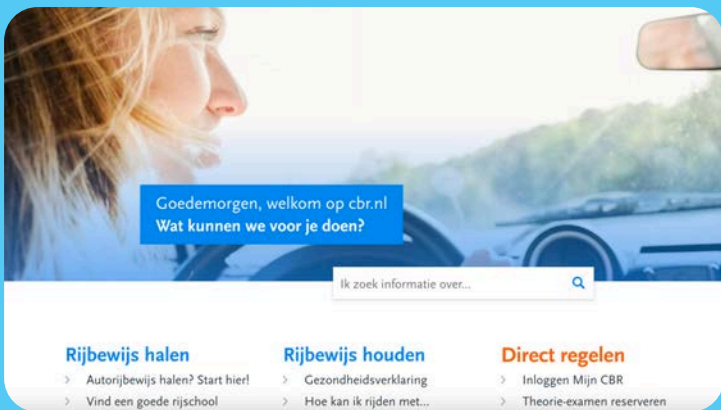 Goedemorgen, welkom op cbr.nl
Wat kunnen we voor je doen?
Ik zoek informatie over...
Rijbewijs halen
> Autorijbewijs halen? Start hier!
> Vind een goede rijschool
Rijbewijs houden
> Gezondheidsverklaring
> Hoe kan ik rijden met...
Direct regelen
> Inloggen Mijn CBR
> Theorie-examen reserveren